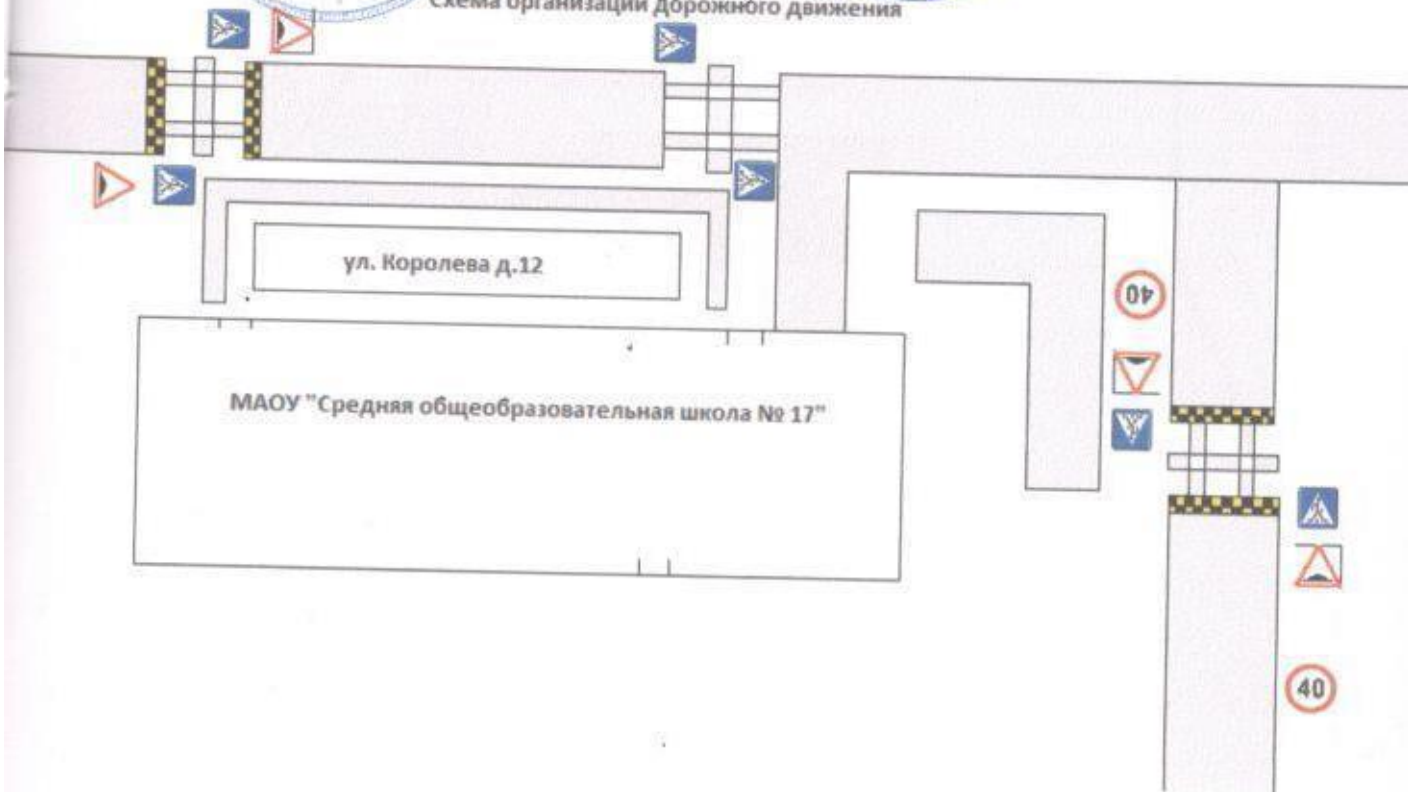 Схема организации дорожного движения
ул. Королева д.12
40
МАОУ "Средняя общеобразовательная школа № 17"
40